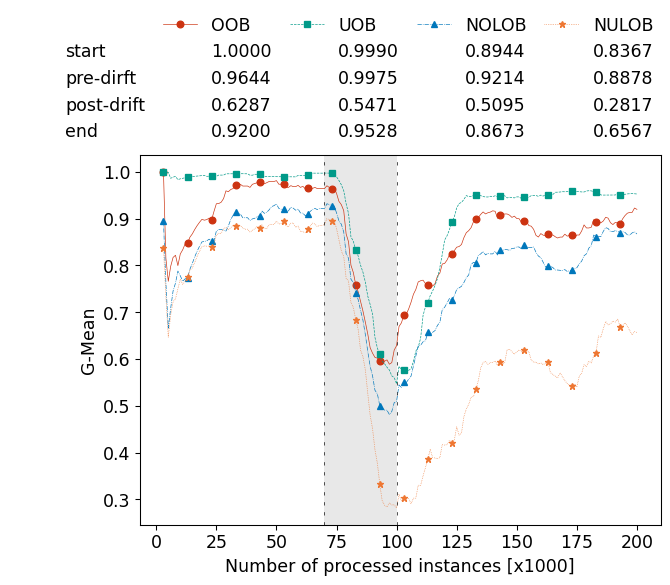 OOB UOB NOLOB NULOB
start 1.0000 0.9990 0.8944 0.8367
pre-dirft 0.9644 0.9975 0.9214 0.8878
post-drift 0.6287 0.5471 0.5095 0.2817
end 0.9200 0.9528 0.8673 0.6567
1.0
0.9
0.8
0.7
0.6
0.5
0.4
0.3
G-Mean
0 25 50 75 100 125 150 175 200
Number of processed instances [x1000]